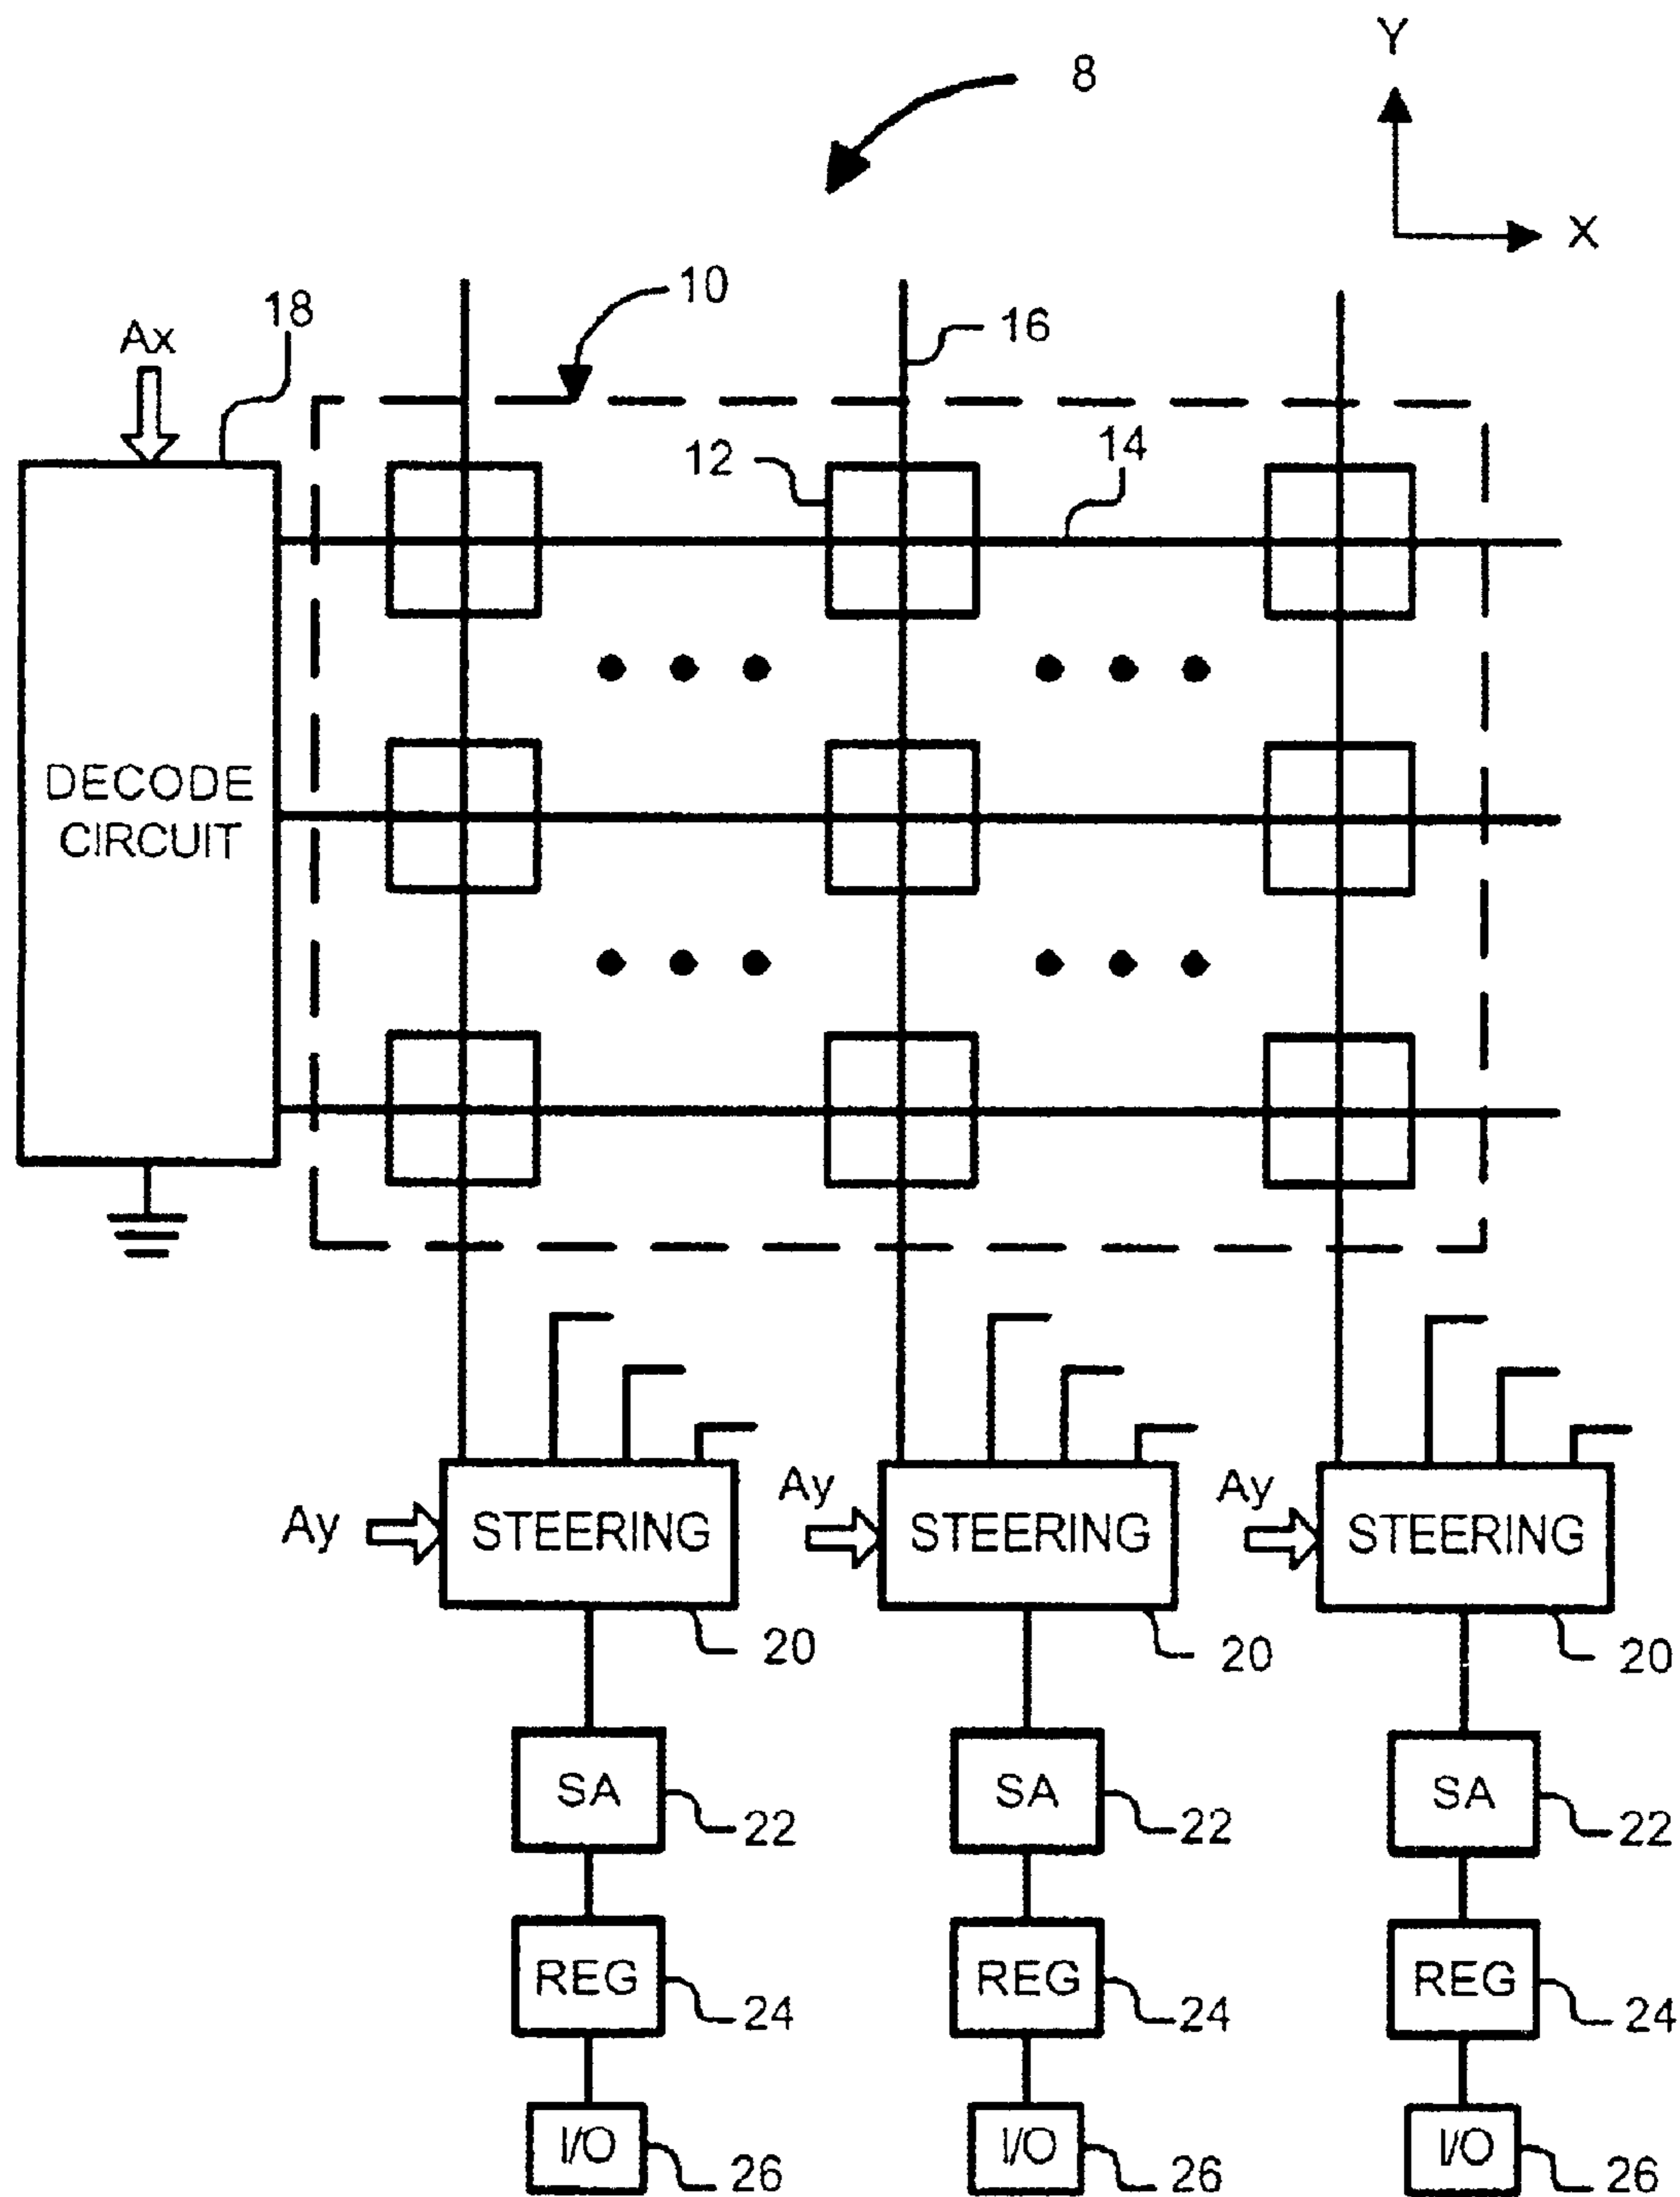 Y
8
X
10
18
16
Ax
12
14
DECODE
CIRCUIT
Ay
STEERING
Ay
STEERING
Ay
STEERING
20
20
20
SA
SA
SA
22
22
22
REG
REG
REG
24
24
24
I/O
I/O
I/O
26
26
26